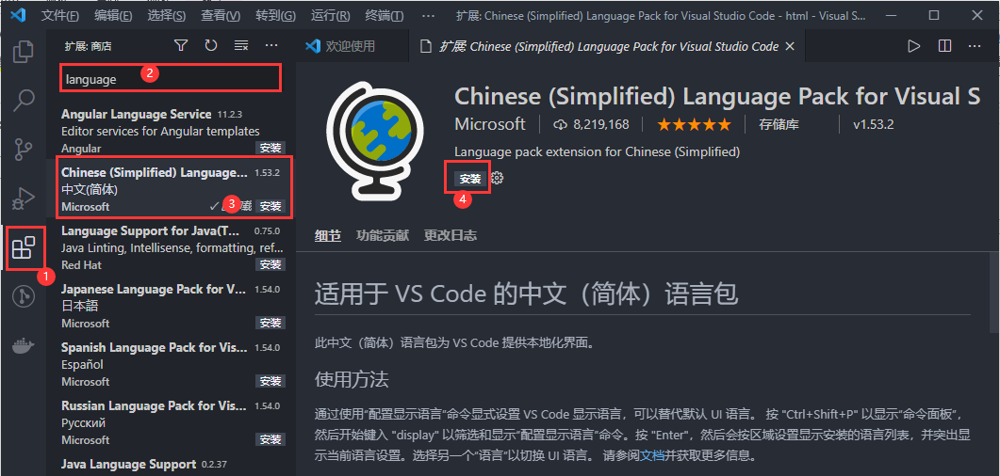 文件(F) 编辑(E) 选择(S) 查看(V) 转到(G) 运行(R) 终端(T) ··· 扩展: Chinese (Simplified) Language Pack for Visual Studio Code - html - Visual S...
扩展: 商店
欢迎使用
扩展 Chinese (Simplified) Language Pack for Visual Studio Code
language
2
Angular Language Service 11.2.3
Editor services for Angular templates
Angular 安装
Chinese (Simplified) Language... 1.53.2
中文(简体)
Microsoft 3 安装
Language Support for Java(T... 0.75.0
Java Linting, Intellisense, formatting, ref...
Red Hat 安装
1
Japanese Language Pack for V... 1.54.0
日本語
Microsoft 安装
Spanish Language Pack for Vis... 1.54.0
Español
Microsoft 安装
Russian Language Pack for Vis... 1.54.0
Русский
Microsoft 安装
Java Language Support 0.2.37
Chinese (Simplified) Language Pack for Visual S
Microsoft 8,219,168 ★★★★★ 存储库 v1.53.2
Language pack extension for Chinese (Simplified)
安装
4
细节 功能贡献 更改日志
适用于 VS Code 的中文（简体）语言包
此中文（简体）语言包为 VS Code 提供本地化界面。
使用方法
通过使用“配置显示语言”命令显式设置 VS Code 显示语言，可以替代默认 UI 语言。 按 "Ctrl+Shift+P" 以显示“命令面板”，
然后开始键入 "display" 以筛选和显示“配置显示语言”命令。按 "Enter"，然后会按区域设置显示安装的语言列表，并突出显
示当前语言设置。选择另一个“语言”以切换 UI 语言。 请参阅文档并获取更多信息。